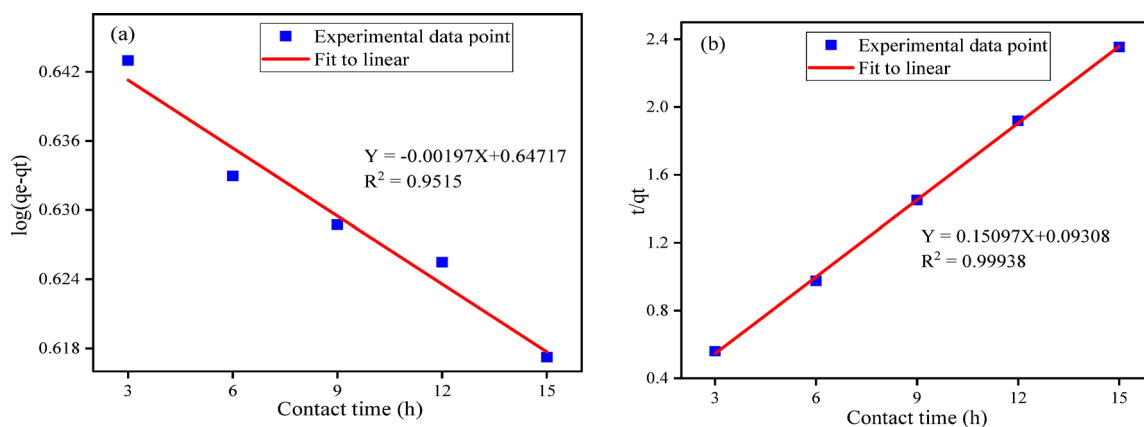 (a)
Experimental data point
Fit to linear
Y = -0.00197X+0.64717
R² = 0.9515
log(qe-qt)
0.642
0.636
0.630
0.624
0.618
3 6 9 12 15
Contact time (h)
(b)
Experimental data point
Fit to linear
Y = 0.15097X+0.09308
R² = 0.99938
t/qt
2.4
2.0
1.6
1.2
0.8
0.4
3 6 9 12 15
Contact time (h)